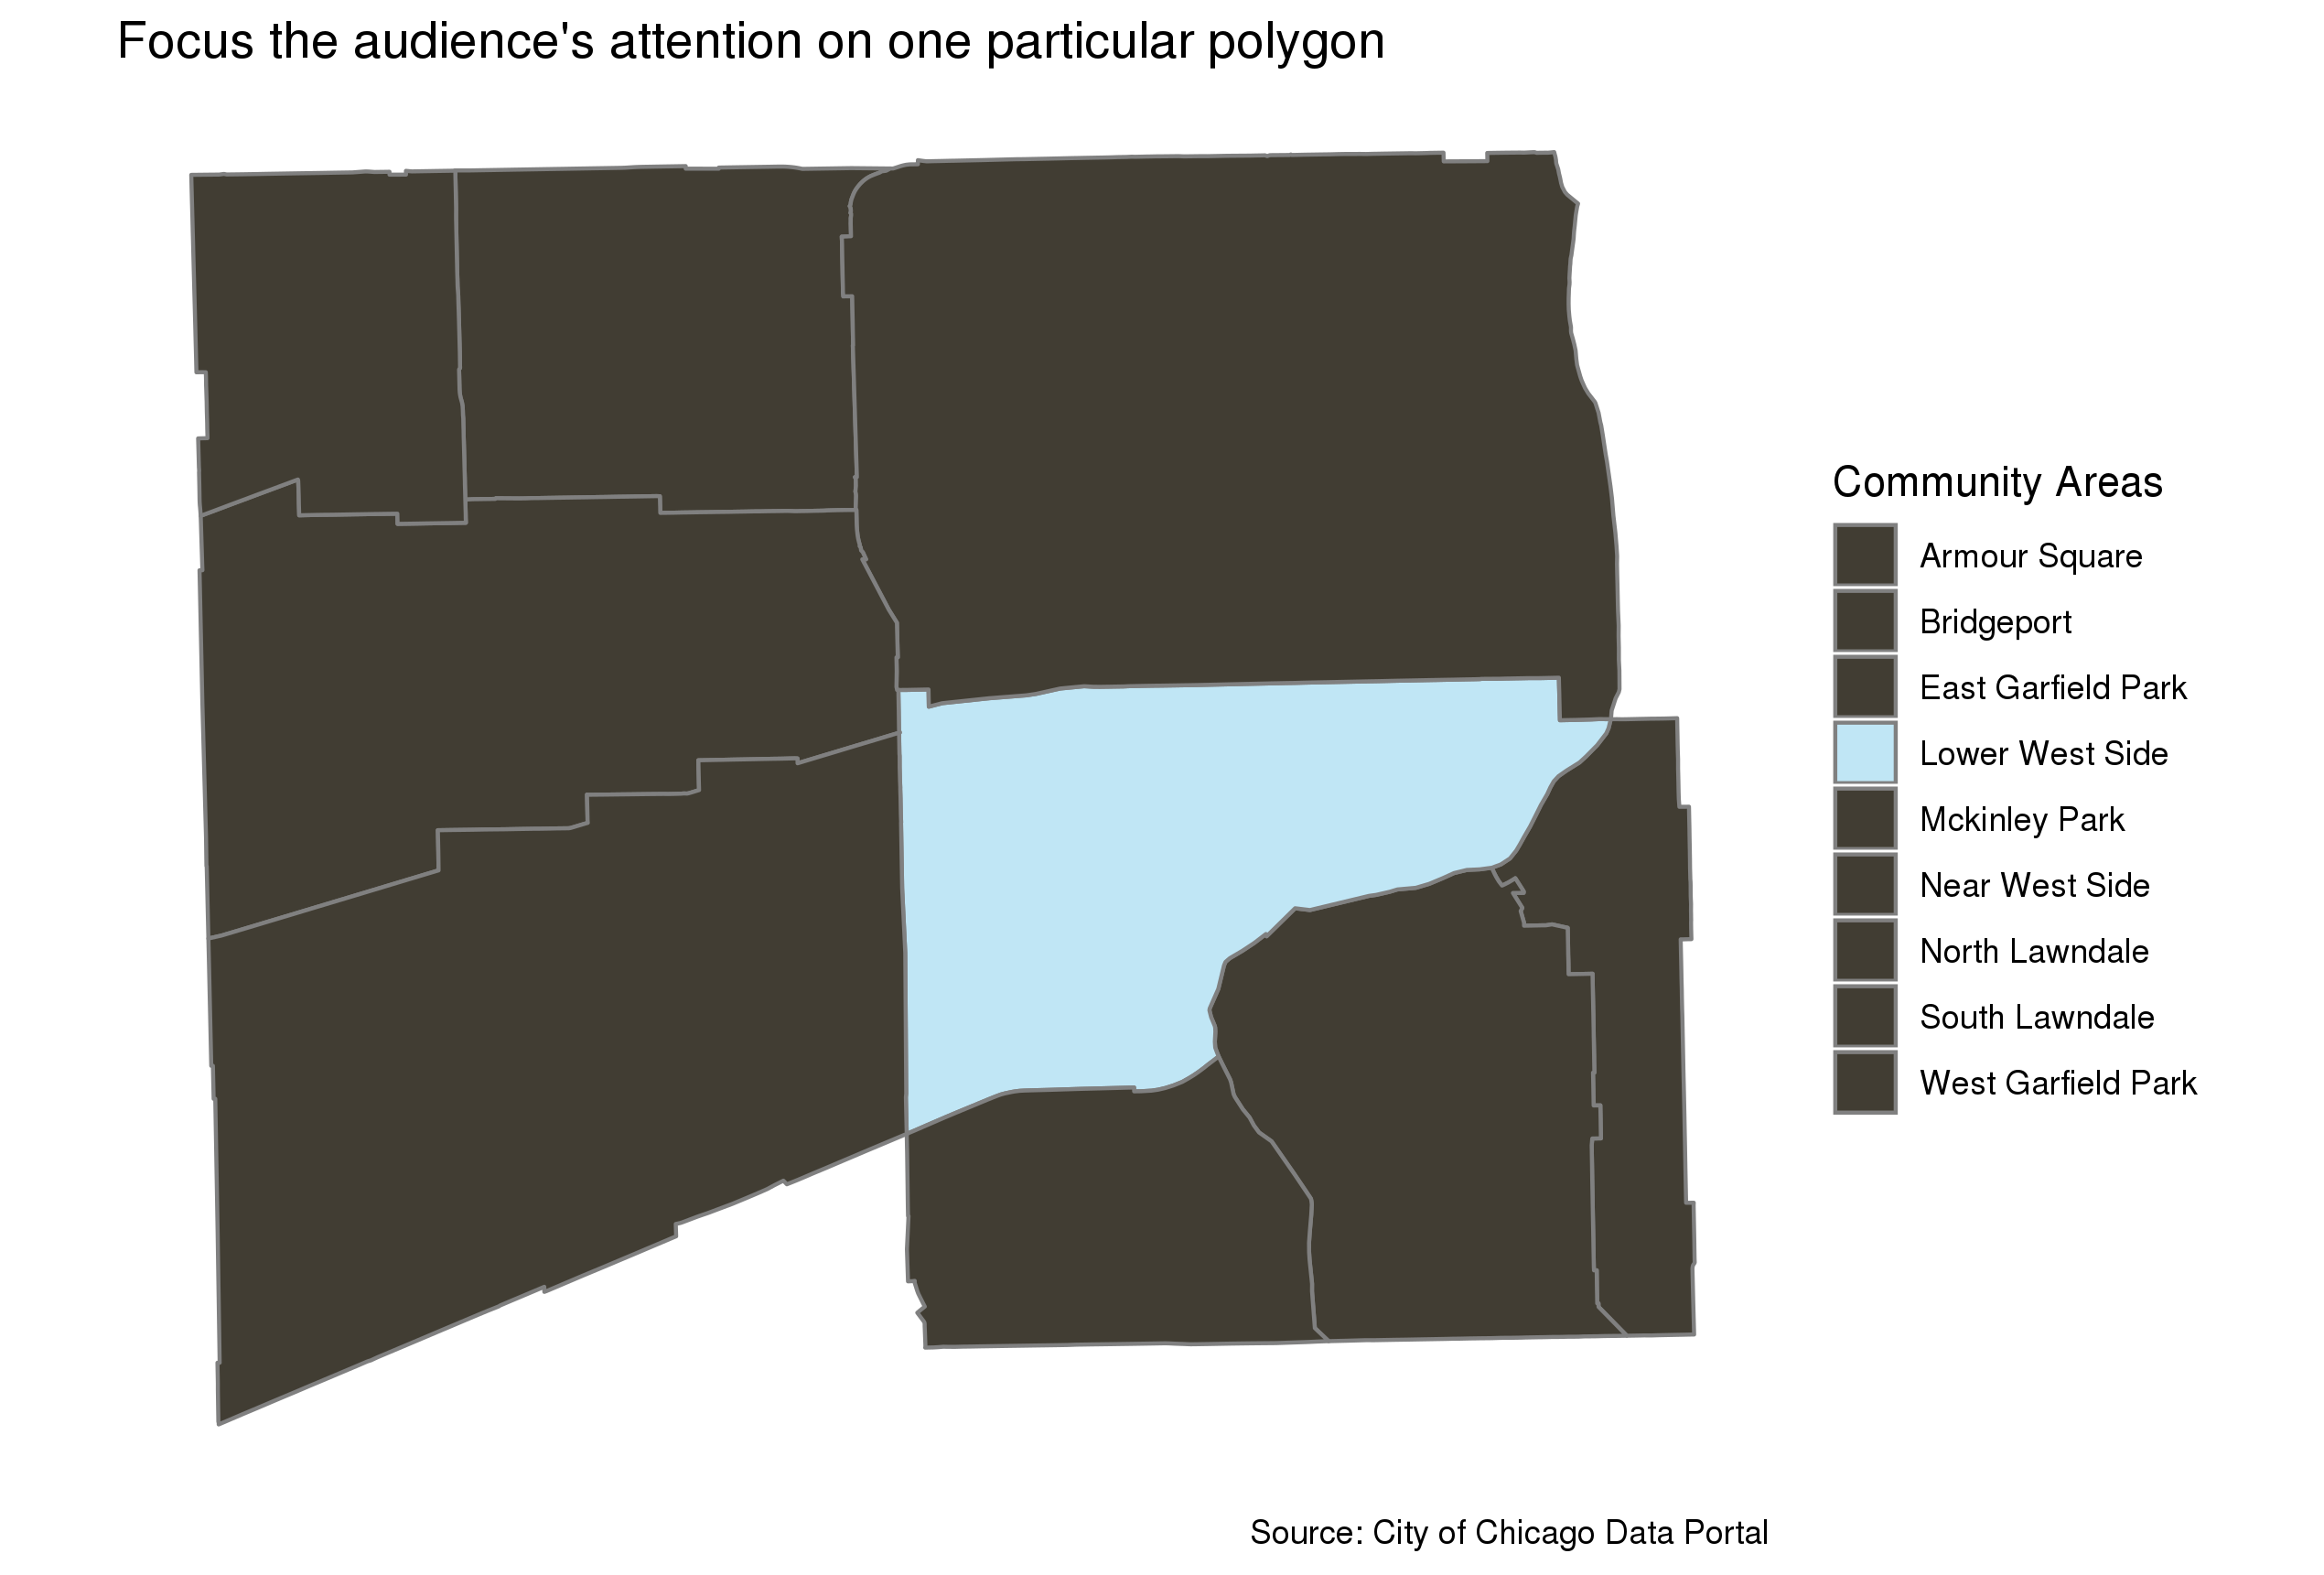 Focus the audience's attention on one particular polygon
Community Areas
Armour Square
Bridgeport
East Garfield Park
Lower West Side
Mckinley Park
Near West Side
North Lawndale
South Lawndale
West Garfield Park
Source: City of Chicago Data Portal